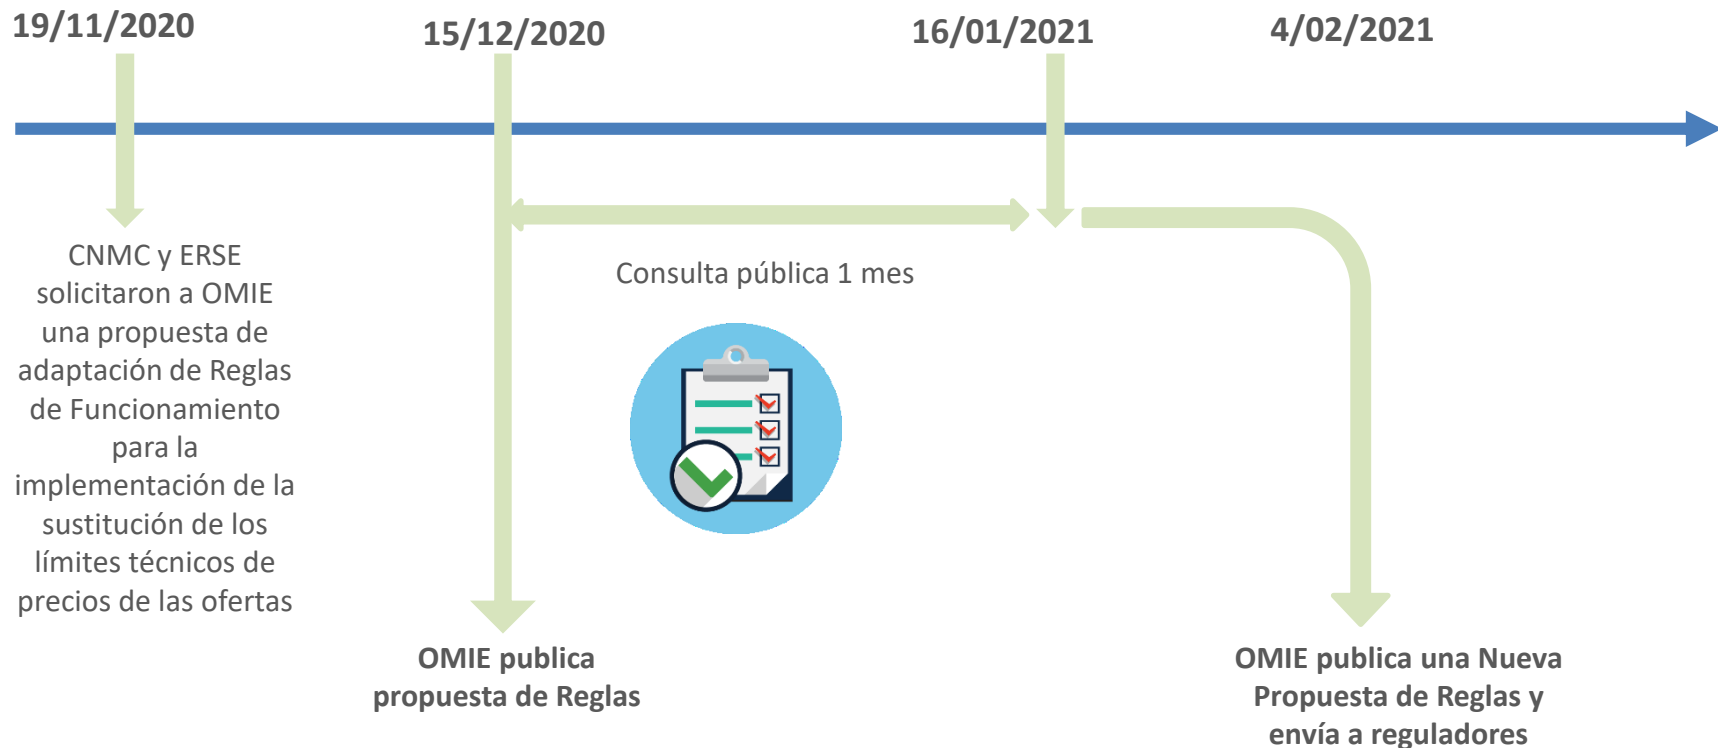 19/11/2020
15/12/2020
16/01/2021
4/02/2021
CNMC y ERSE
solicitaron a OMIE
una propuesta de
adaptación de Reglas
de Funcionamiento
para la
implementación de la
sustitución de los
límites técnicos de
precios de las ofertas
Consulta pública 1 mes
OMIE publica
propuesta de Reglas
OMIE publica una Nueva
Propuesta de Reglas y
envía a reguladores